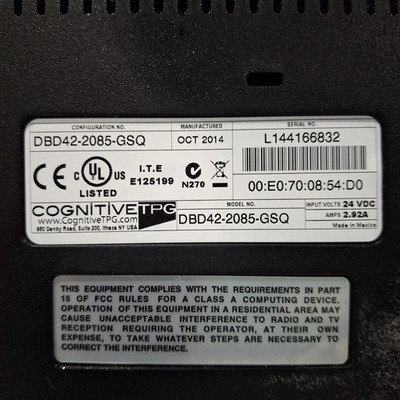 CONFIGURATION NO. MANUFACTURED SERIAL NO.
DBD42-2085-GSQ OCT 2014 L144166832
CE c UL US LISTED I.T.E E125199 N270
00:E0:70:08:54:D0
COGNITIVETPG
www.CognitiveTPG.com
950 Danby Road, Suite 200, Ithaca NY USA
MODEL NO.
DBD42-2085-GSQ
INPUT VOLTS 24 VDC
AMPS 2.92A
Made in Mexico
THIS EQUIPMENT COMPLIES WITH THE REQUIREMENTS IN PART
15 OF FCC RULES FOR A CLASS A COMPUTING DEVICE.
OPERATION OF THIS EQUIPMENT IN A RESIDENTIAL AREA MAY
CAUSE UNACCEPTABLE INTERFERENCE TO RADIO AND TV
RECEPTION REQUIRING THE OPERATOR, AT THEIR OWN
EXPENSE, TO TAKE WHATEVER STEPS ARE NECESSARY TO
CORRECT THE INTERFERENCE.